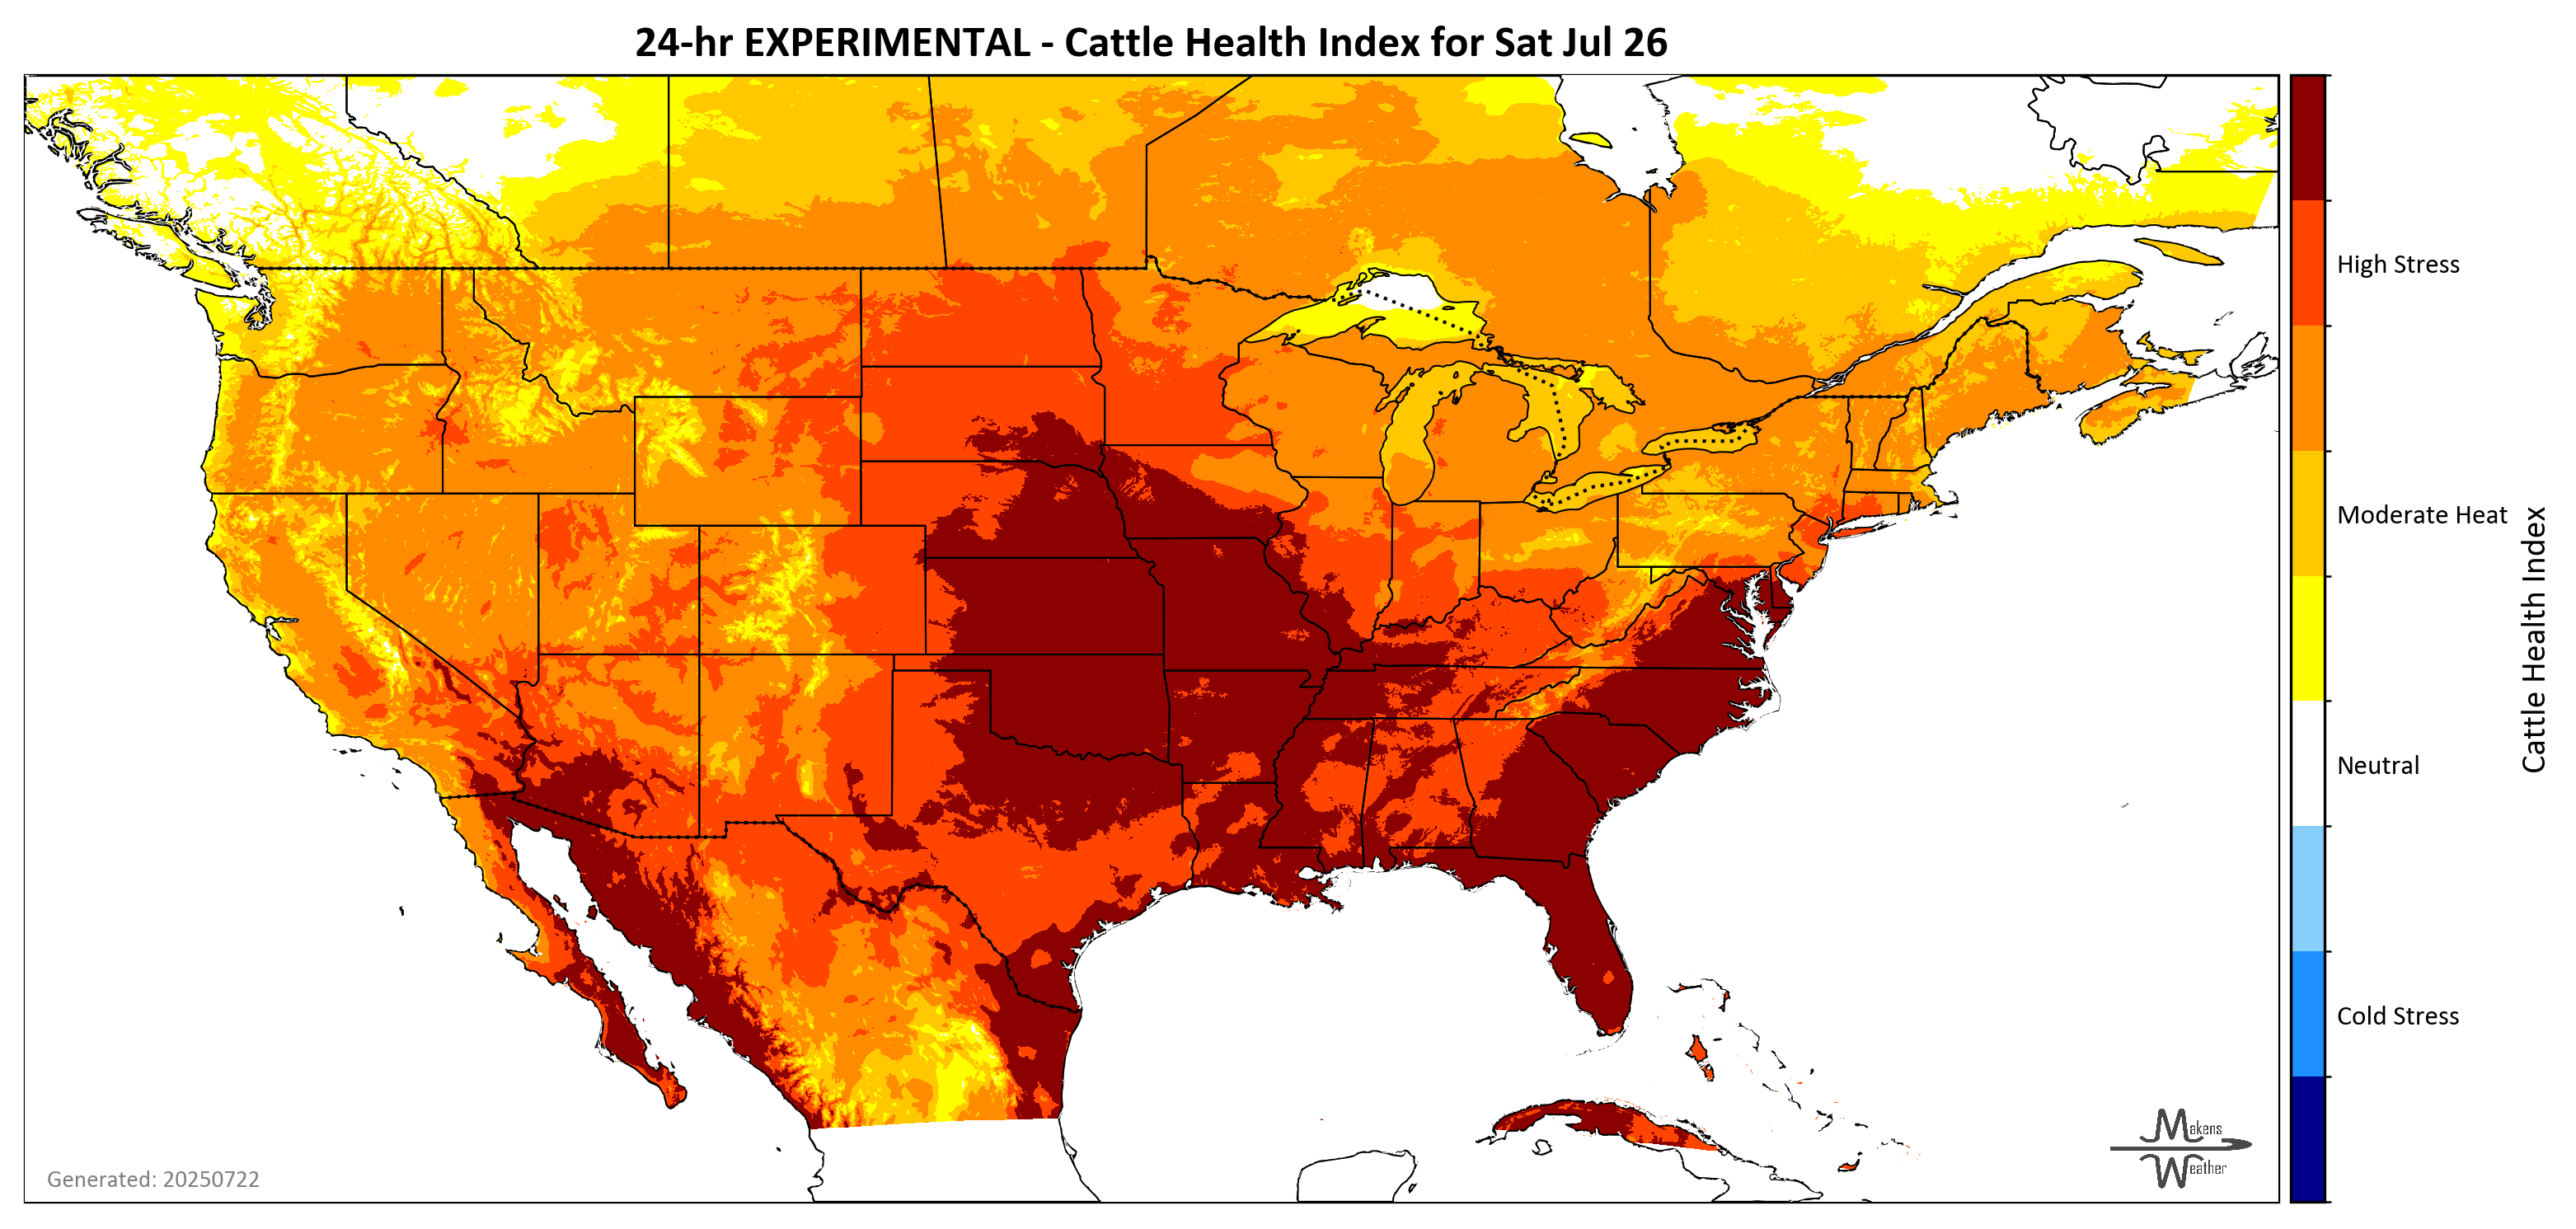 24-hr EXPERIMENTAL - Cattle Health Index for Sat Jul 26
High Stress
Moderate Heat
Neutral
Cold Stress
Cattle Health Index
Makens
Weather
Generated: 20250722